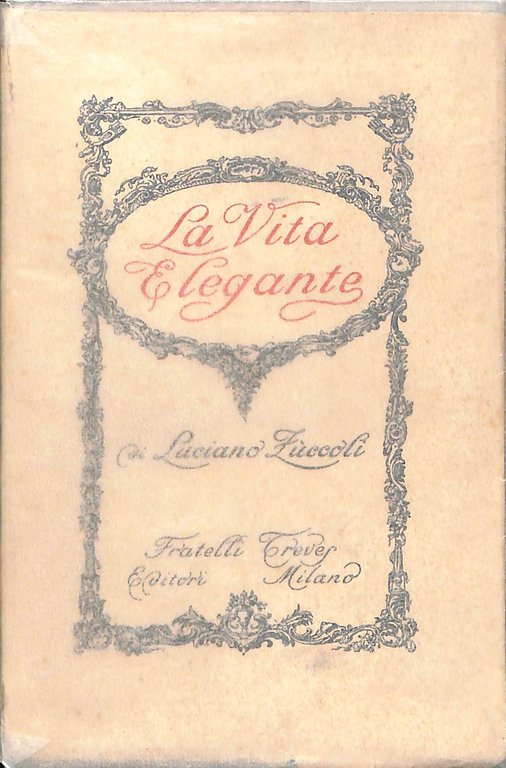 La Vita
Elegante
di Luciano Zùccoli
Fratelli Treves
Editori Milano